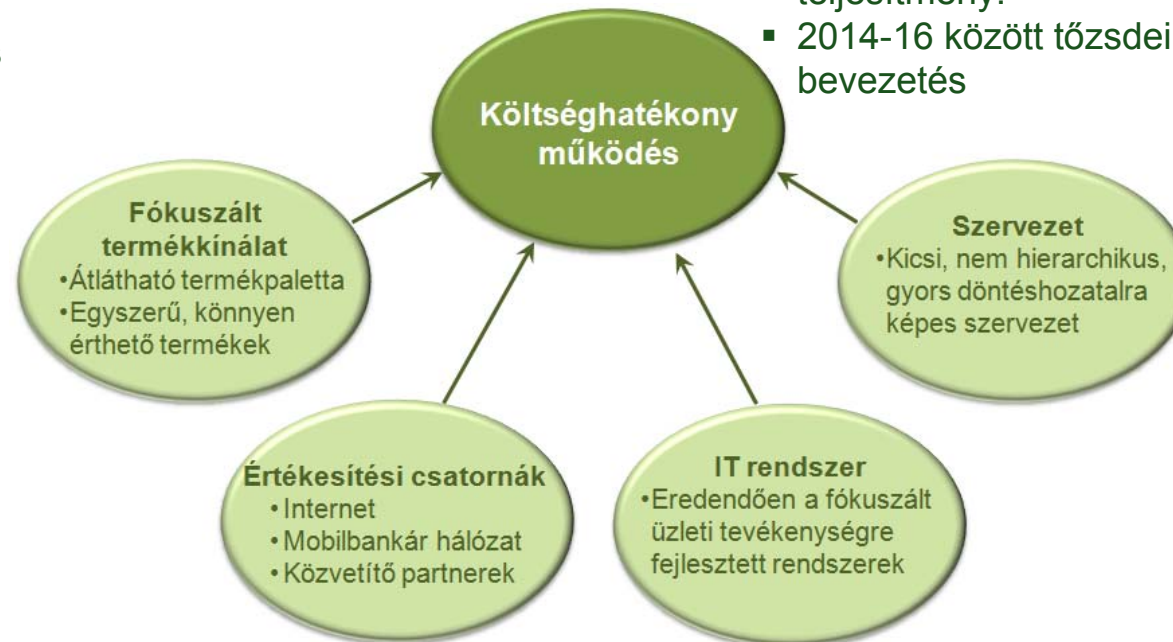 teljesítmény.
▪ 2014-16 között tőzsdei
bevezetés
Költséghatékony
működés
Fókuszált
termékkínálat
•Átlátható termékpaletta
•Egyszerű, könnyen
érthető termékek
Szervezet
•Kicsi, nem hierarchikus,
gyors döntéshozatalra
képes szervezet
Értékesítési csatornák
•Internet
•Mobilbankár hálózat
•Közvetítő partnerek
IT rendszer
•Eredendően a fókuszált
üzleti tevékenységre
fejlesztett rendszerek